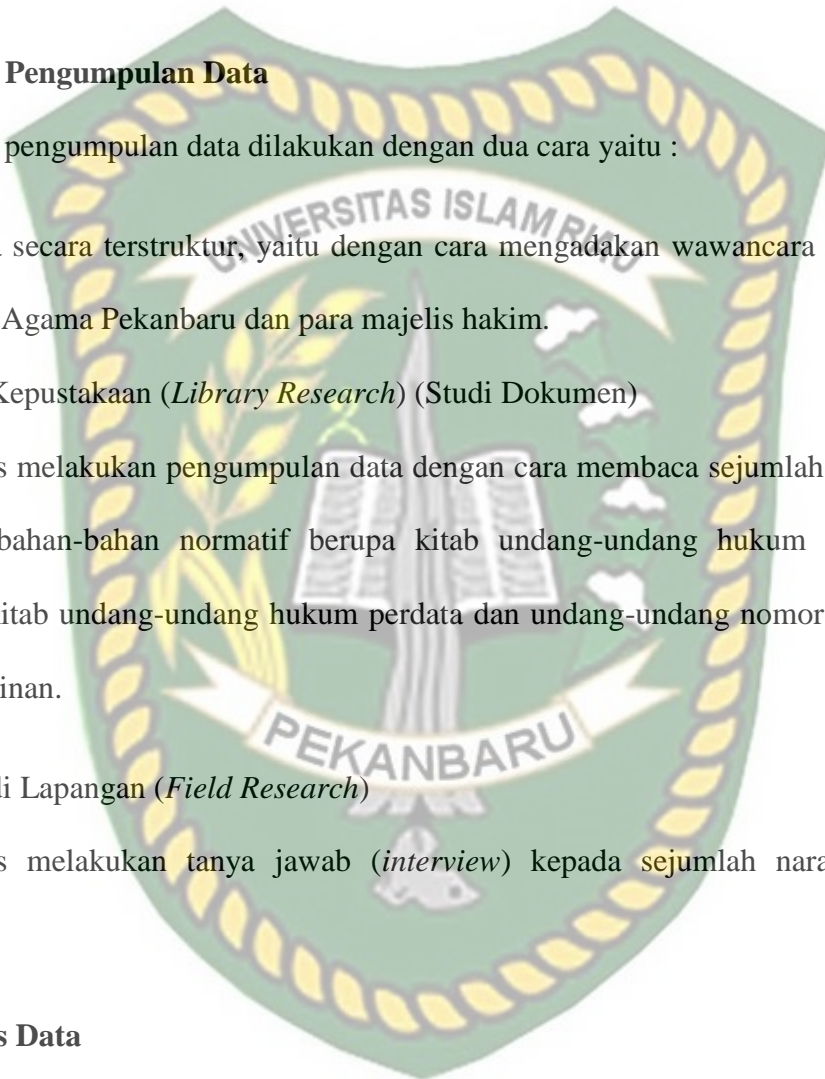 Pengumpulan Data
pengumpulan data dilakukan dengan dua cara yaitu :
UNIVERSITAS ISLAM RIAU
secara terstruktur, yaitu dengan cara mengadakan wawancara
Agama Pekanbaru dan para majelis hakim.
Kepustakaan (Library Research) (Studi Dokumen)
s melakukan pengumpulan data dengan cara membaca sejumlah
bahan-bahan normatif berupa kitab undang-undang hukum
kitab undang-undang hukum perdata dan undang-undang nomor
inan.
PEKANBARU
di Lapangan (Field Research)
s melakukan tanya jawab (interview) kepada sejumlah nara
s Data